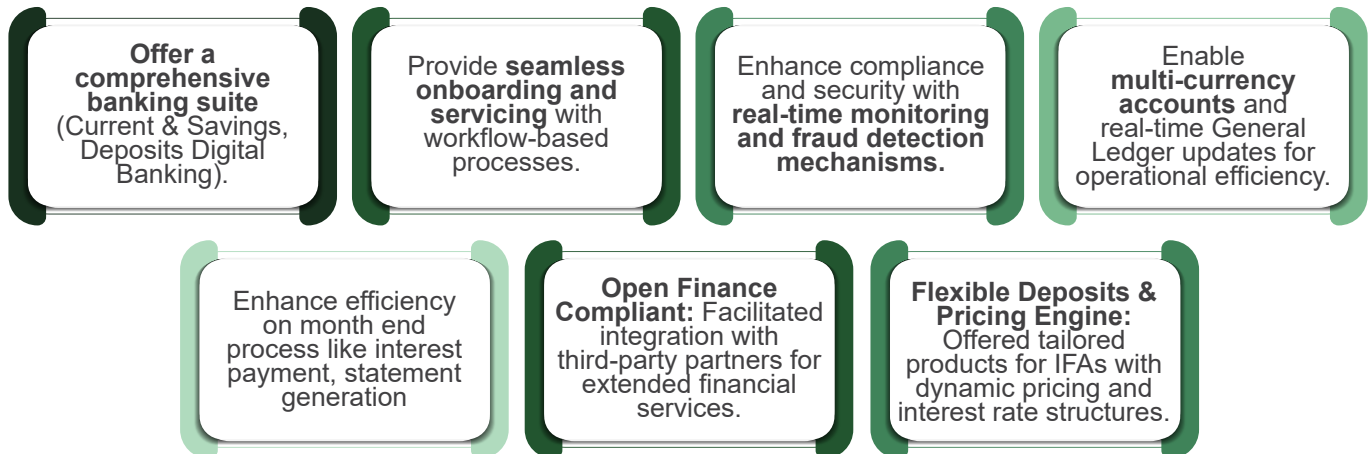 Offer a
comprehensive
banking suite
(Current & Savings,
Deposits Digital
Banking).
Provide seamless
onboarding and
servicing with
workflow-based
processes.
Enhance compliance
and security with
real-time monitoring
and fraud detection
mechanisms.
Enable
multi-currency
accounts and
real-time General
Ledger updates for
operational efficiency.
Enhance efficiency
on month end
process like interest
payment, statement
generation
Open Finance
Compliant: Facilitated
integration with
third-party partners for
extended financial
services.
Flexible Deposits &
Pricing Engine:
Offered tailored
products for IFAs with
dynamic pricing and
interest rate structures.